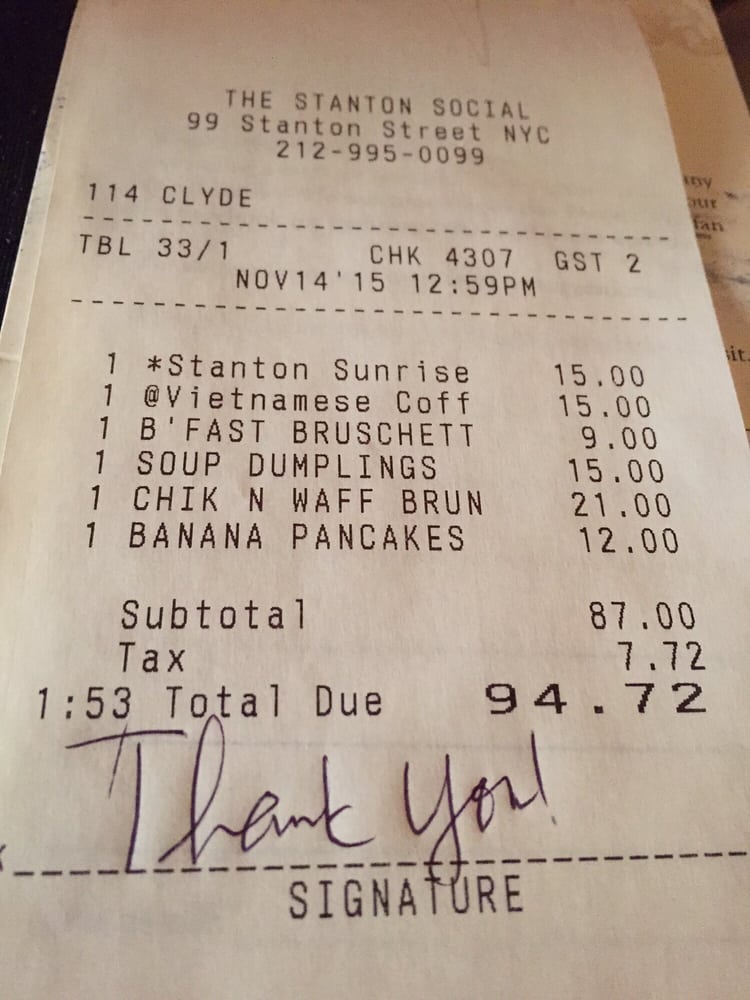 THE STANTON SOCIAL
99 Stanton Street NYC
212-995-0099
114 CLYDE
TBL 33/1 CHK 4307 GST 2
NOV14'15 12:59PM
1 *Stanton Sunrise 15.00
1 @Vietnamese Coff 15.00
1 B'FAST BRUSCHETT 9.00
1 SOUP DUMPLINGS 15.00
1 CHIK N WAFF BRUN 21.00
1 BANANA PANCAKES 12.00
Subtotal 87.00
Tax 7.72
1:53 Total Due 94.72
Thank You!
SIGNATURE